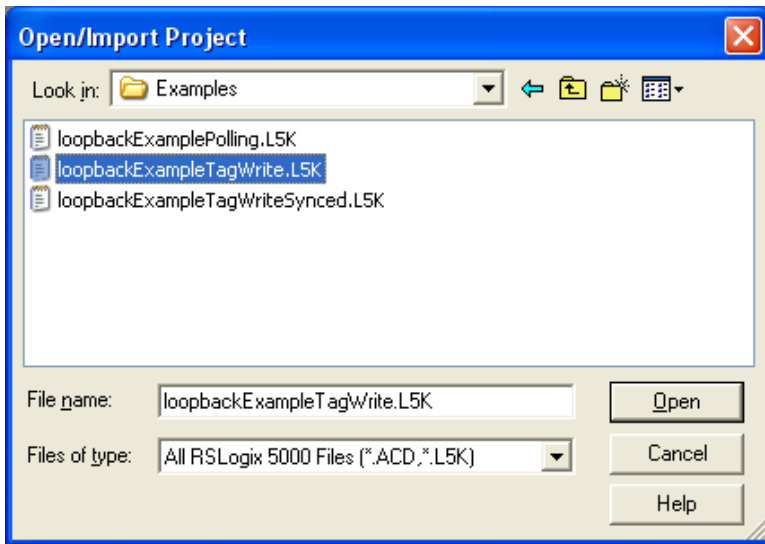 Open/Import Project
Look in: Examples
loopbackExamplePolling.L5K
loopbackExampleTagWrite.L5K
loopbackExampleTagWriteSynced.L5K
File name: loopbackExampleTagWrite.L5K Open
Files of type: All RSLogix 5000 Files (*.ACD,*.L5K) Cancel
Help